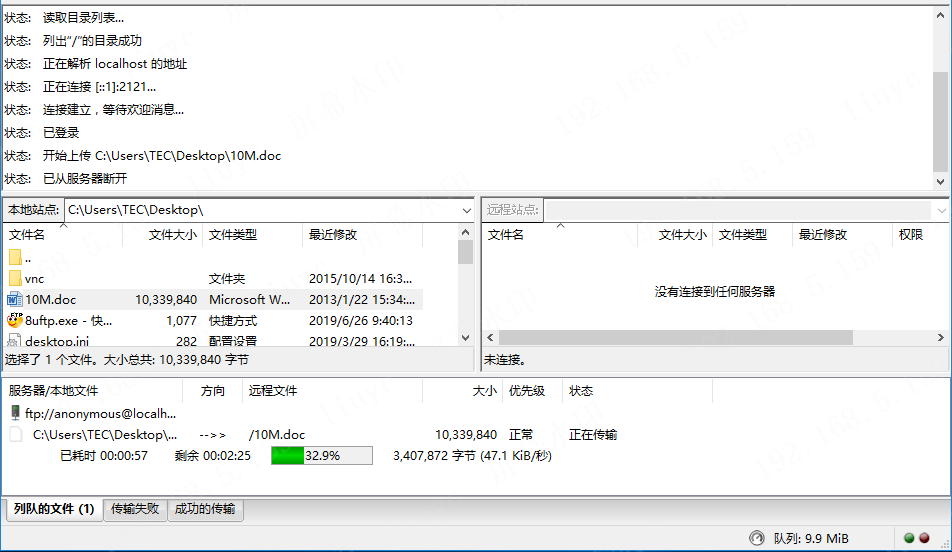 状态: 读取目录列表...
状态: 列出“/”的目录成功
状态: 正在解析 localhost 的地址
状态: 正在连接 [::1]:2121...
状态: 连接建立，等待欢迎消息...
状态: 已登录
状态: 开始上传 C:\Users\TEC\Desktop\10M.doc
状态: 已从服务器断开
本地站点: C:\Users\TEC\Desktop\
远程站点:
文件名 文件大小 文件类型 最近修改
..
vnc 文件夹 2015/10/14 16:3...
10M.doc 10,339,840 Microsoft W... 2013/1/22 15:34:...
8uftp.exe - 快... 1,077 快捷方式 2019/6/26 9:40:13
desktop.ini 282 配置设置 2019/3/29 16:19:...
选择了 1 个文件。大小总共: 10,339,840 字节
文件名 文件大小 文件类型 最近修改 权限
没有连接到任何服务器
未连接。
服务器/本地文件 方向 远程文件 大小 优先级 状态
ftp://anonymous@localh...
C:\Users\TEC\Desktop\... -->> /10M.doc 10,339,840 正常 正在传输
已耗时 00:00:57 剩余 00:02:25 32.9% 3,407,872 字节 (47.1 KiB/秒)
列队的文件 (1) 传输失败 成功的传输
队列: 9.9 MiB